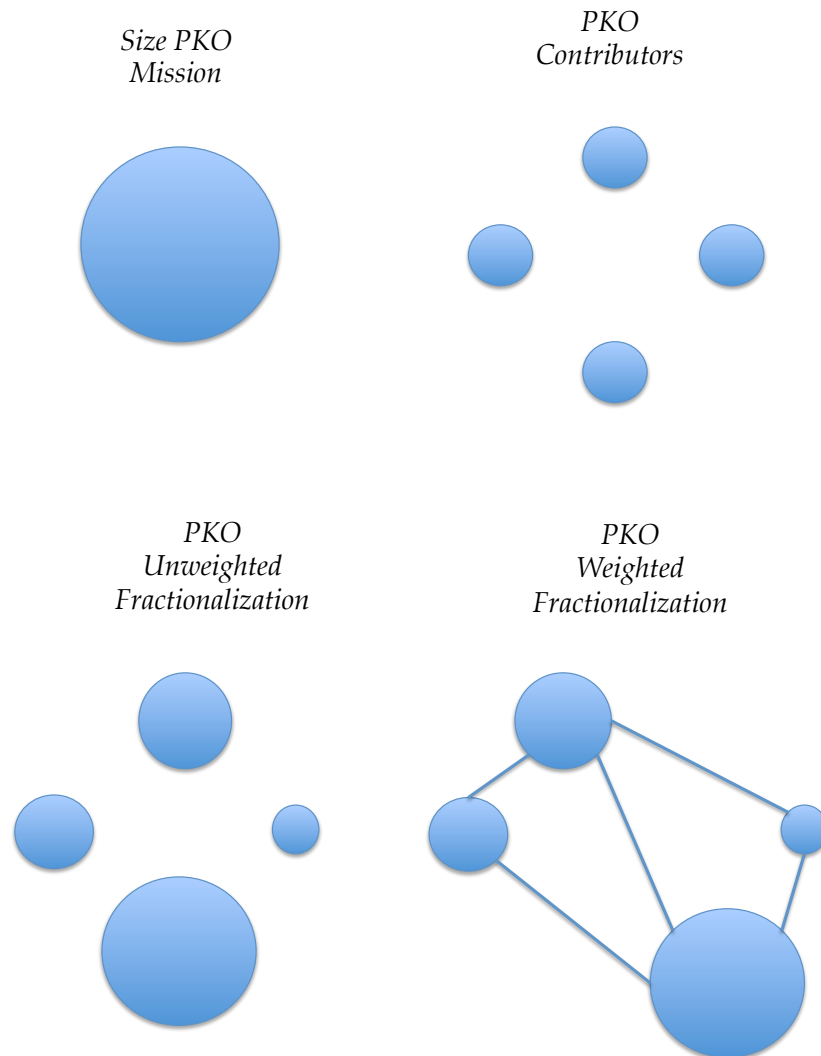 Size PKO
Mission
PKO
Contributors
PKO
Unweighted
Fractionalization
PKO
Weighted
Fractionalization